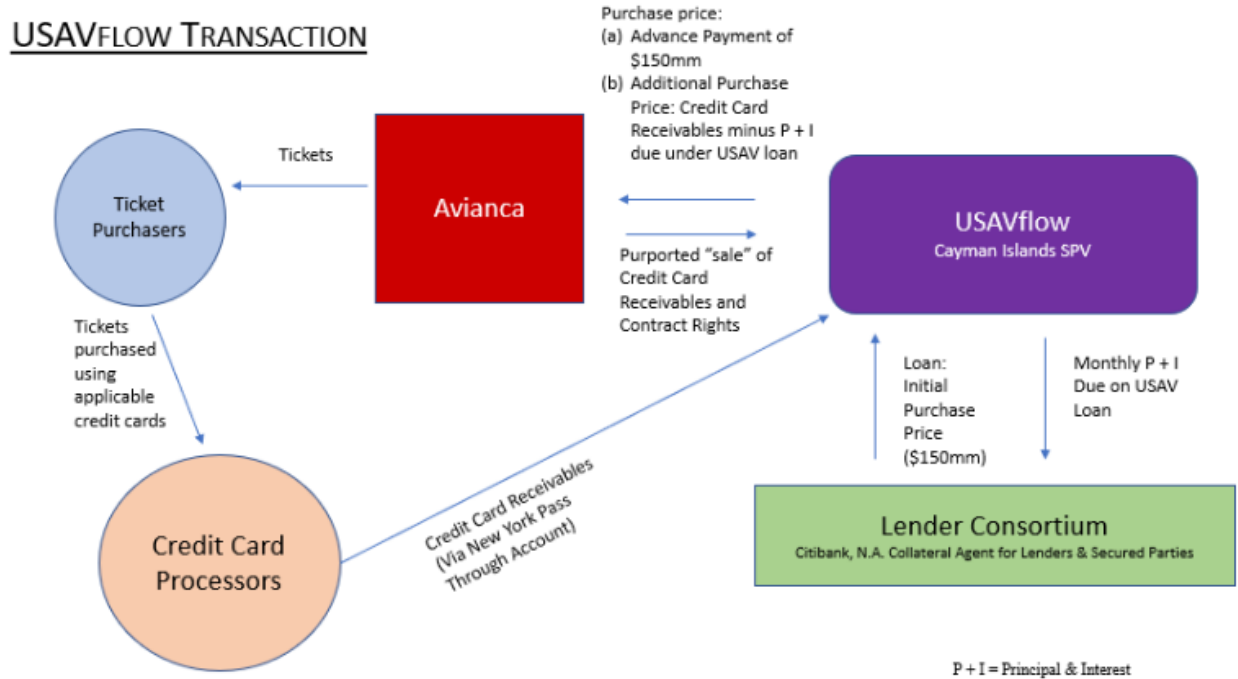 USAVFLOW TRANSACTION
Purchase price:
(a) Advance Payment of
$150mm
(b) Additional Purchase
Price: Credit Card
Receivables minus P + I
due under USAV loan
Tickets
Ticket
Purchasers
Avianca
USAVflow
Cayman Islands SPV
Purported “sale” of
Credit Card
Receivables and
Contract Rights
Tickets
purchased
using
applicable
credit cards
Loan:
Initial
Purchase
Price
($150mm)
Monthly P + I
Due on USAV
Loan
Credit Card Receivables
(Via New York Pass
Through Account)
Credit Card
Processors
Lender Consortium
Citibank, N.A. Collateral Agent for Lenders & Secured Parties
P + I = Principal & Interest